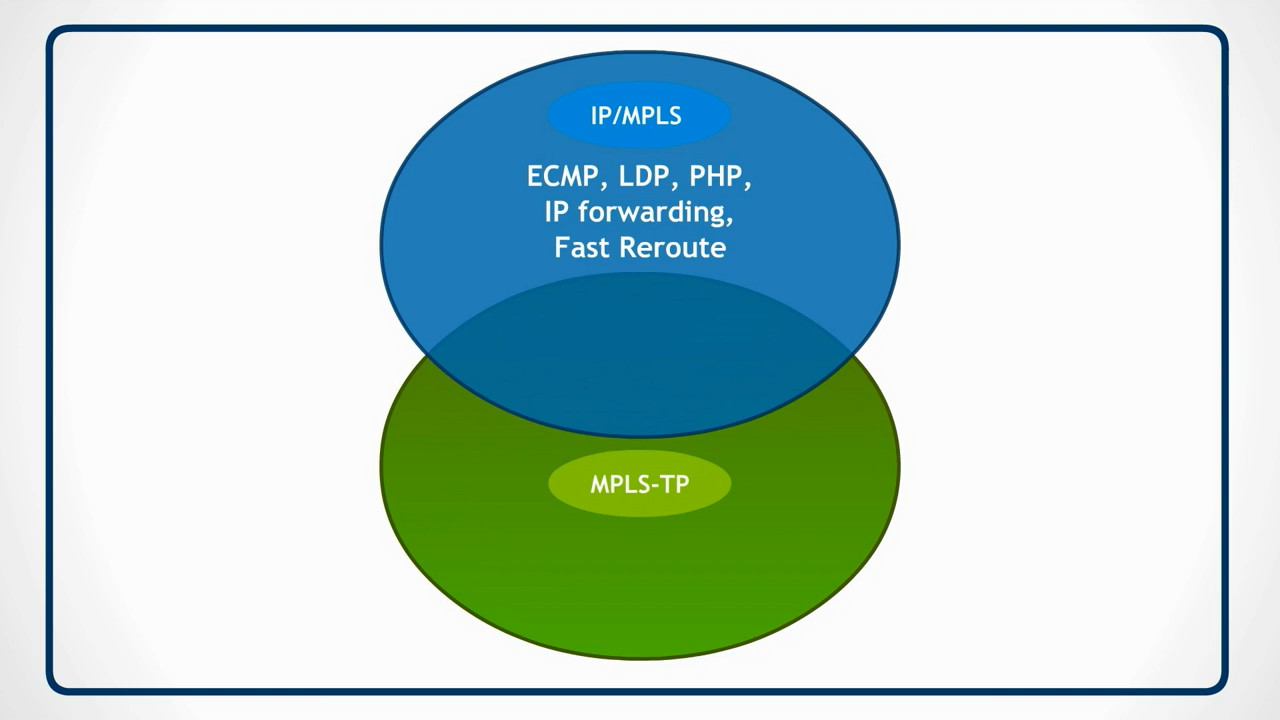 IP/MPLS
ECMP, LDP, PHP,
IP forwarding,
Fast Reroute
MPLS-TP